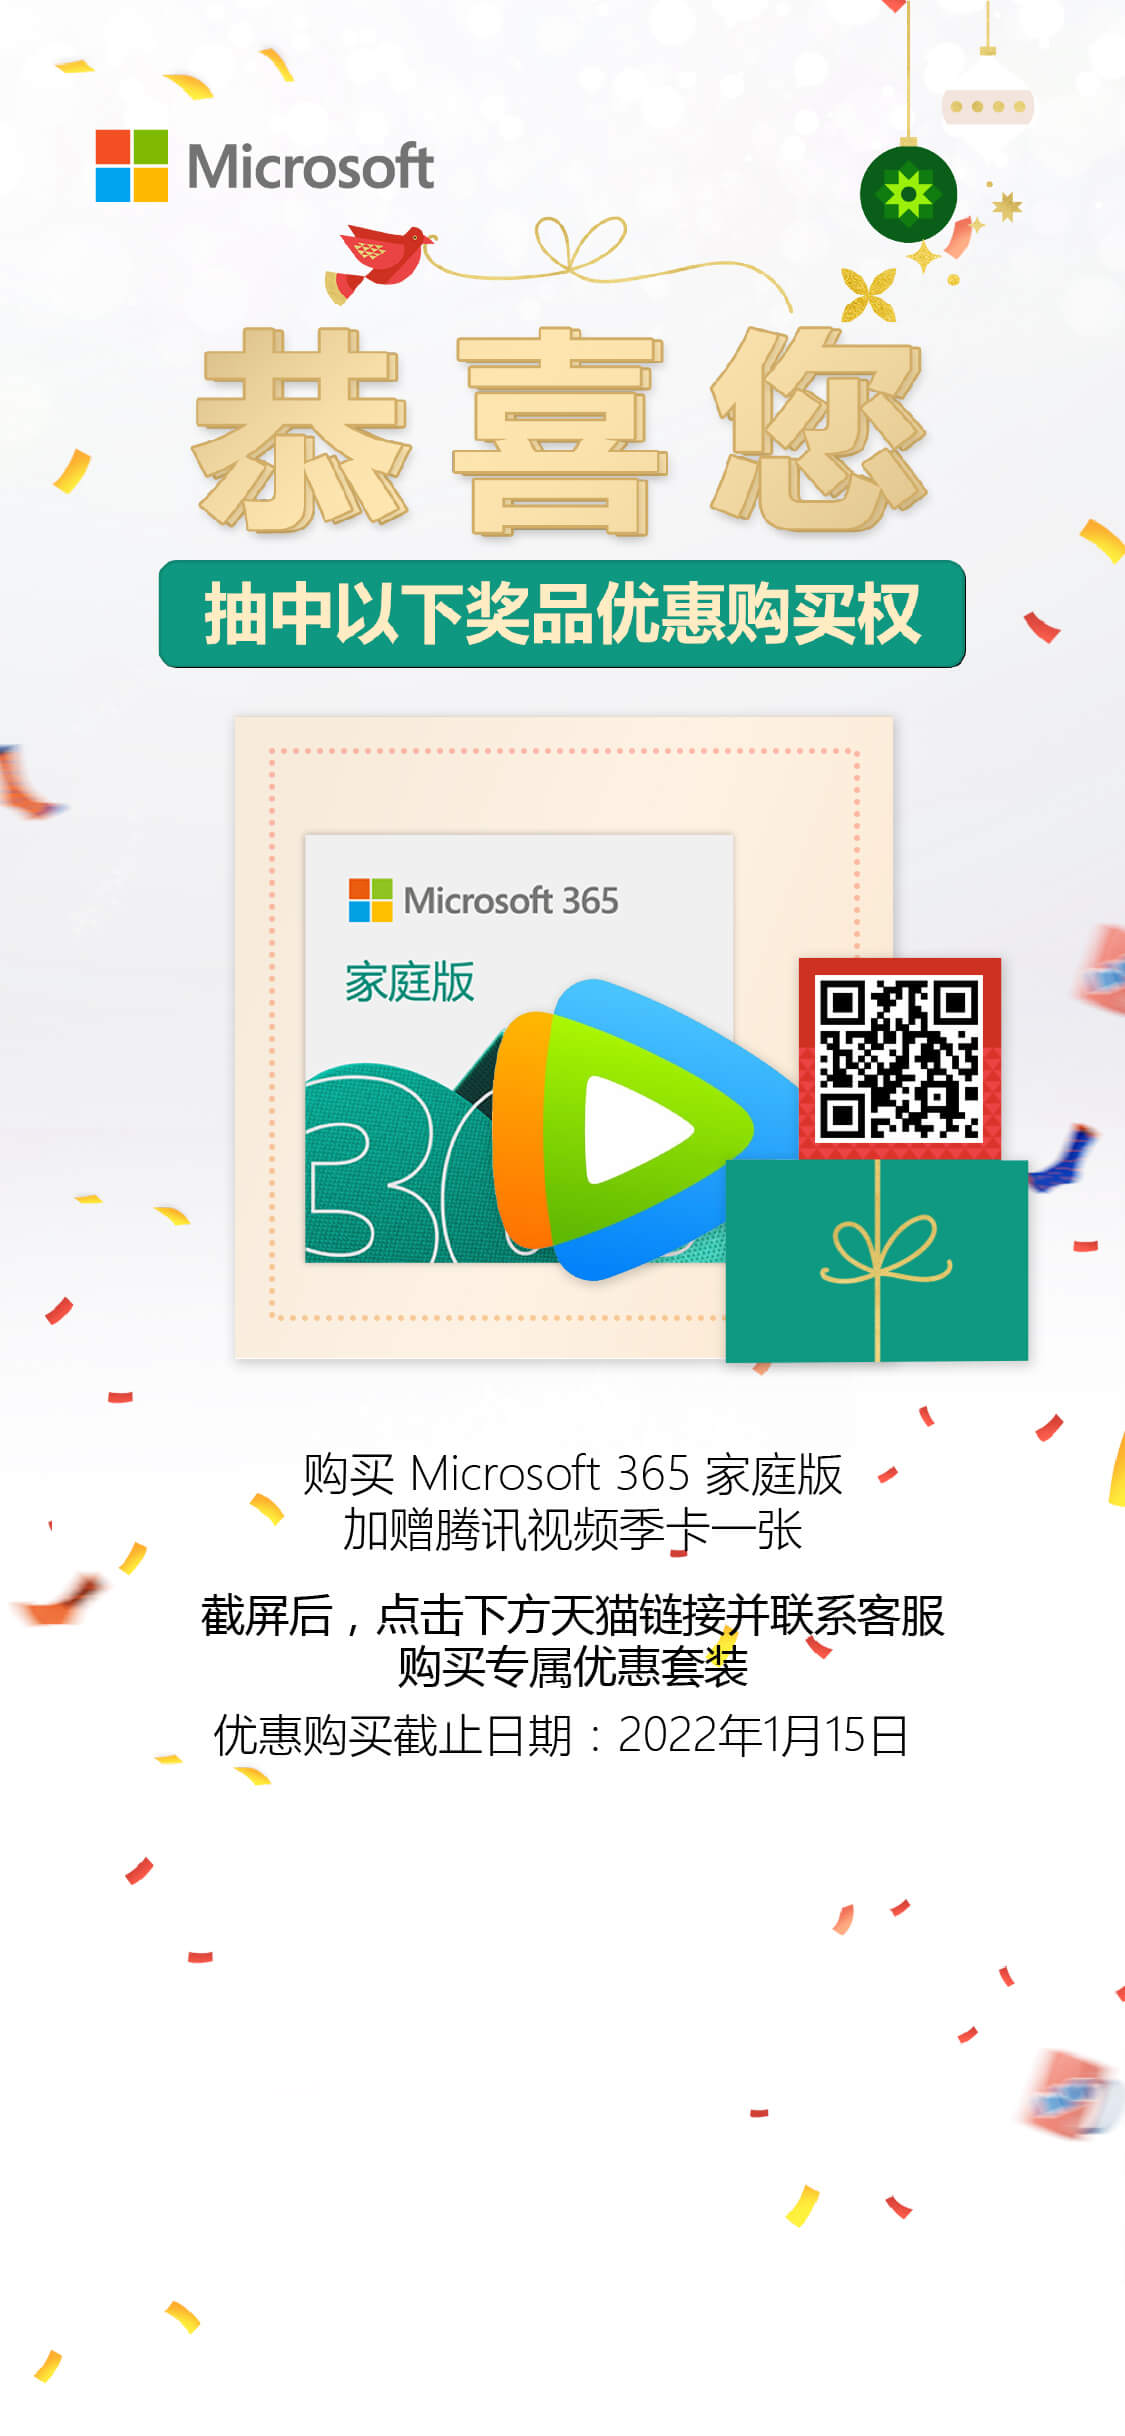 Microsoft
恭喜您
抽中以下奖品优惠购买权
Microsoft 365
家庭版
购买 Microsoft 365 家庭版
加赠腾讯视频季卡一张
截屏后，点击下方天猫链接并联系客服
购买专属优惠套装
优惠购买截止日期：2022年1月15日